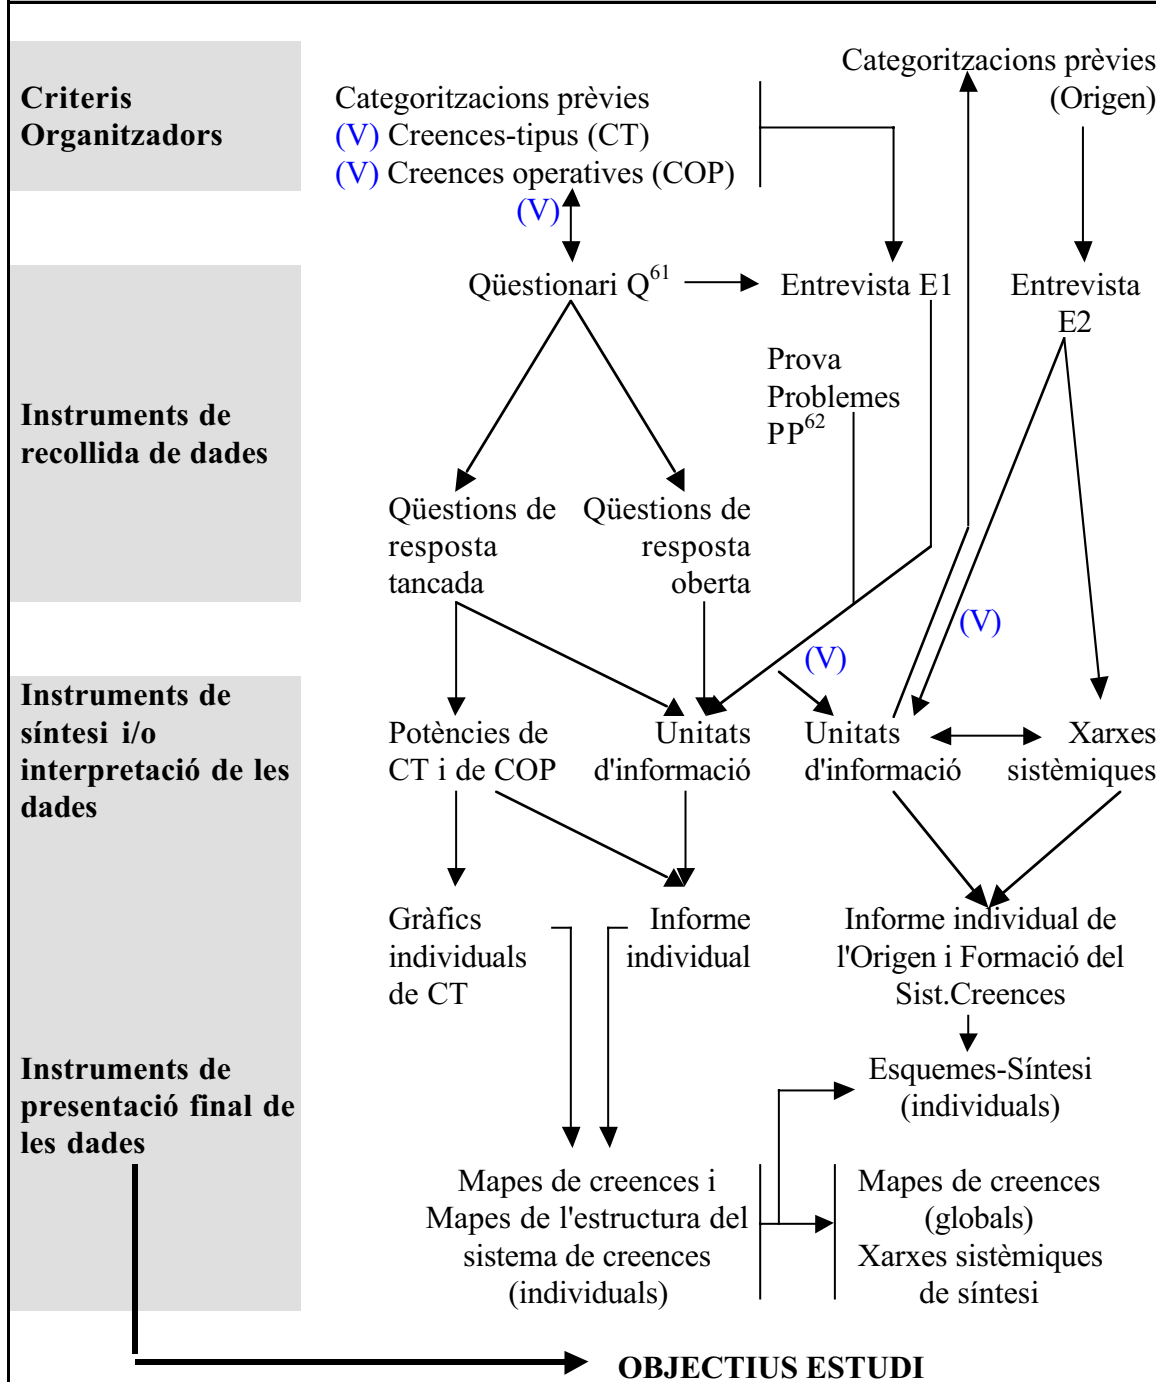 Criteris
Organitzadors
Categoritzacions prèvies
(V) Creences-tipus (CT)
(V) Creences operatives (COP)
(V)
Categoritzacions prèvies
(Origen)
Instruments de
recollida de dades
Qüestionari Q61
Entrevista E1
Entrevista
E2
Prova
Problemes
PP62
Qüestions de
resposta
tancada
Qüestions de
resposta
oberta
(V)
(V)
Instruments de
síntesi i/o
interpretació de les
dades
Potències de
CT i de COP
Unitats
d'informació
Unitats
d'informació
Xarxes
sistèmiques
Gràfics
individuals
de CT
Informe
individual
Informe individual de
l'Origen i Formació del
Sist.Creences
Instruments de
presentació final de
les dades
Esquemes-Síntesi
(individuals)
Mapes de creences i
Mapes de l'estructura del
sistema de creences
(individuals)
Mapes de creences
(globals)
Xarxes sistèmiques
de síntesi
OBJECTIUS ESTUDI